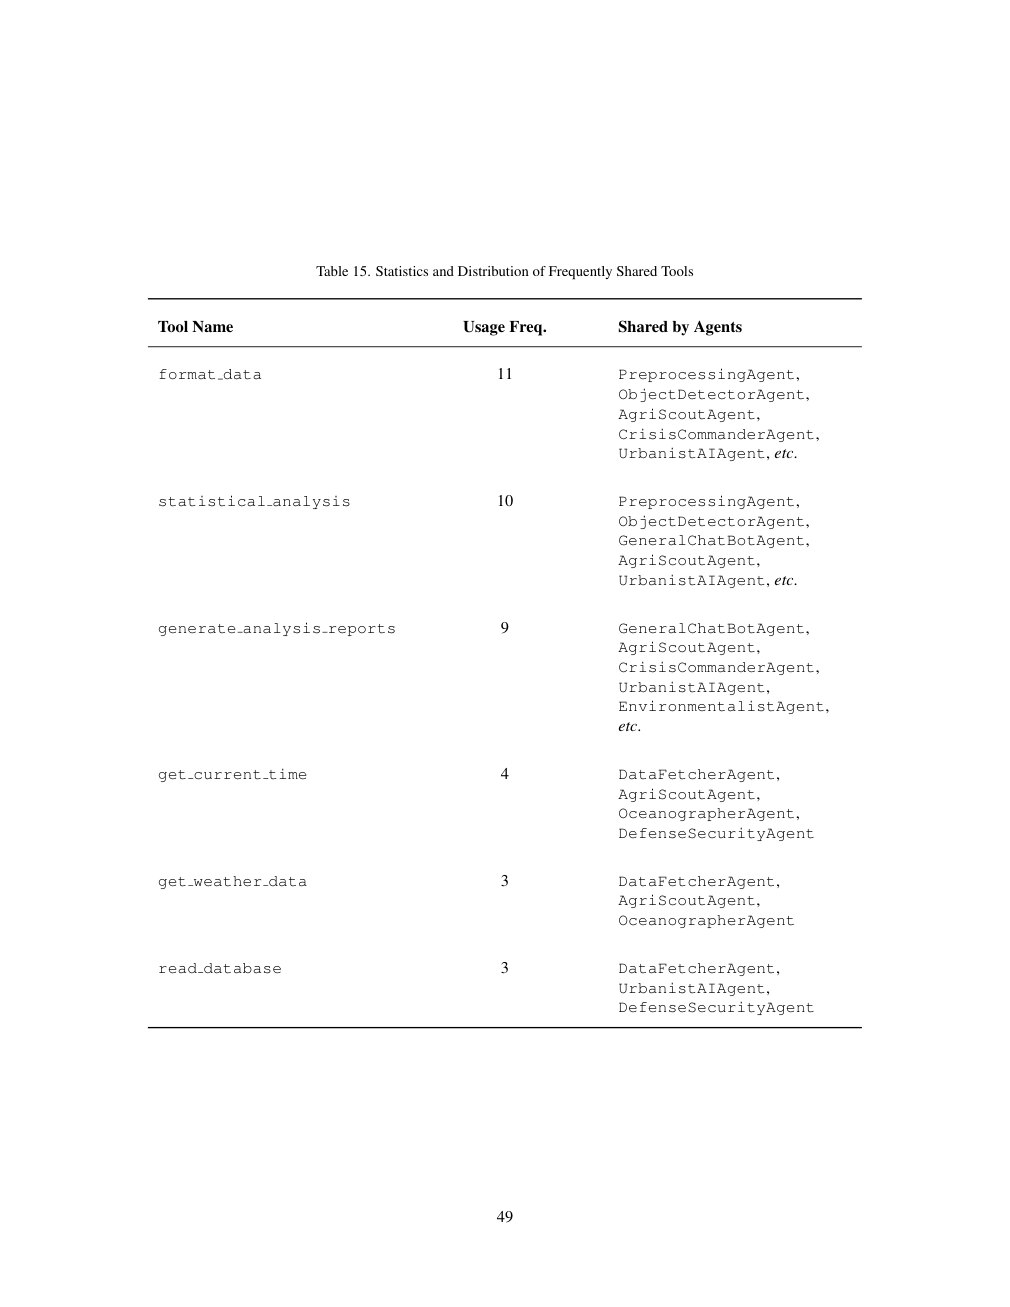 Table 15. Statistics and Distribution of Frequently Shared Tools
Tool Name Usage Freq. Shared by Agents
format_data 11 PreprocessingAgent,
ObjectDetectorAgent,
AgriScoutAgent,
CrisisCommanderAgent,
UrbanistAIAgent, etc.
statistical_analysis 10 PreprocessingAgent,
ObjectDetectorAgent,
GeneralChatBotAgent,
AgriScoutAgent,
UrbanistAIAgent, etc.
generate_analysis_reports 9 GeneralChatBotAgent,
AgriScoutAgent,
CrisisCommanderAgent,
UrbanistAIAgent,
EnvironmentalistAgent,
etc.
get_current_time 4 DataFetcherAgent,
AgriScoutAgent,
OceanographerAgent,
DefenseSecurityAgent
get_weather_data 3 DataFetcherAgent,
AgriScoutAgent,
OceanographerAgent
read_database 3 DataFetcherAgent,
UrbanistAIAgent,
DefenseSecurityAgent
49